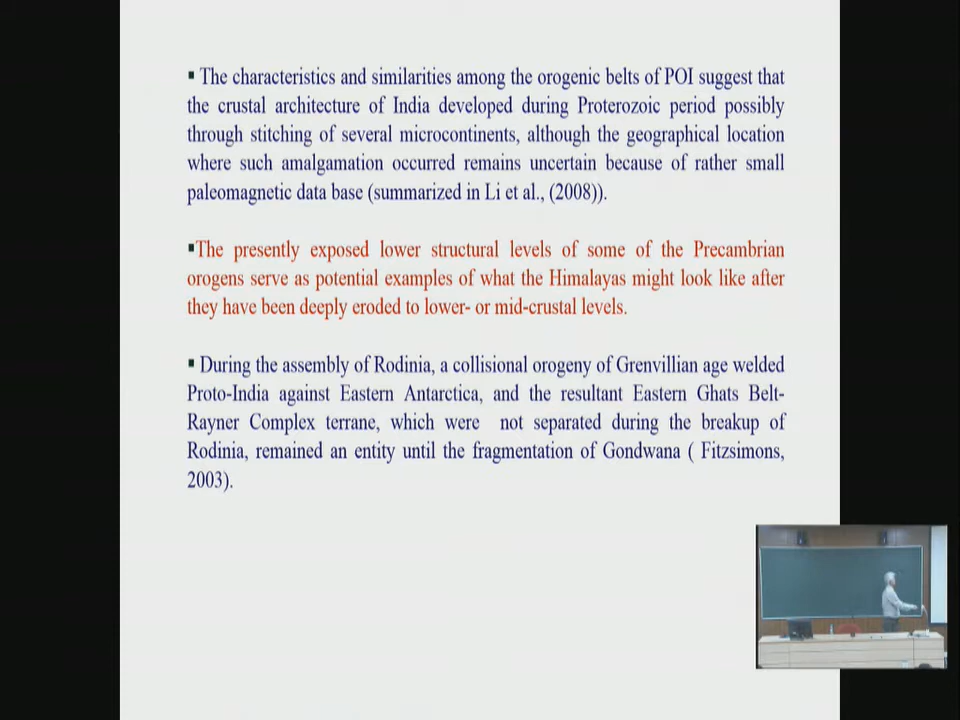 ▪ The characteristics and similarities among the orogenic belts of POI suggest that
the crustal architecture of India developed during Proterozoic period possibly
through stitching of several microcontinents, although the geographical location
where such amalgamation occurred remains uncertain because of rather small
paleomagnetic data base (summarized in Li et al., (2008)).
▪The presently exposed lower structural levels of some of the Precambrian
orogens serve as potential examples of what the Himalayas might look like after
they have been deeply eroded to lower- or mid-crustal levels.
▪ During the assembly of Rodinia, a collisional orogeny of Grenvillian age welded
Proto-India against Eastern Antarctica, and the resultant Eastern Ghats Belt-
Rayner Complex terrane, which were not separated during the breakup of
Rodinia, remained an entity until the fragmentation of Gondwana ( Fitzsimons,
2003).